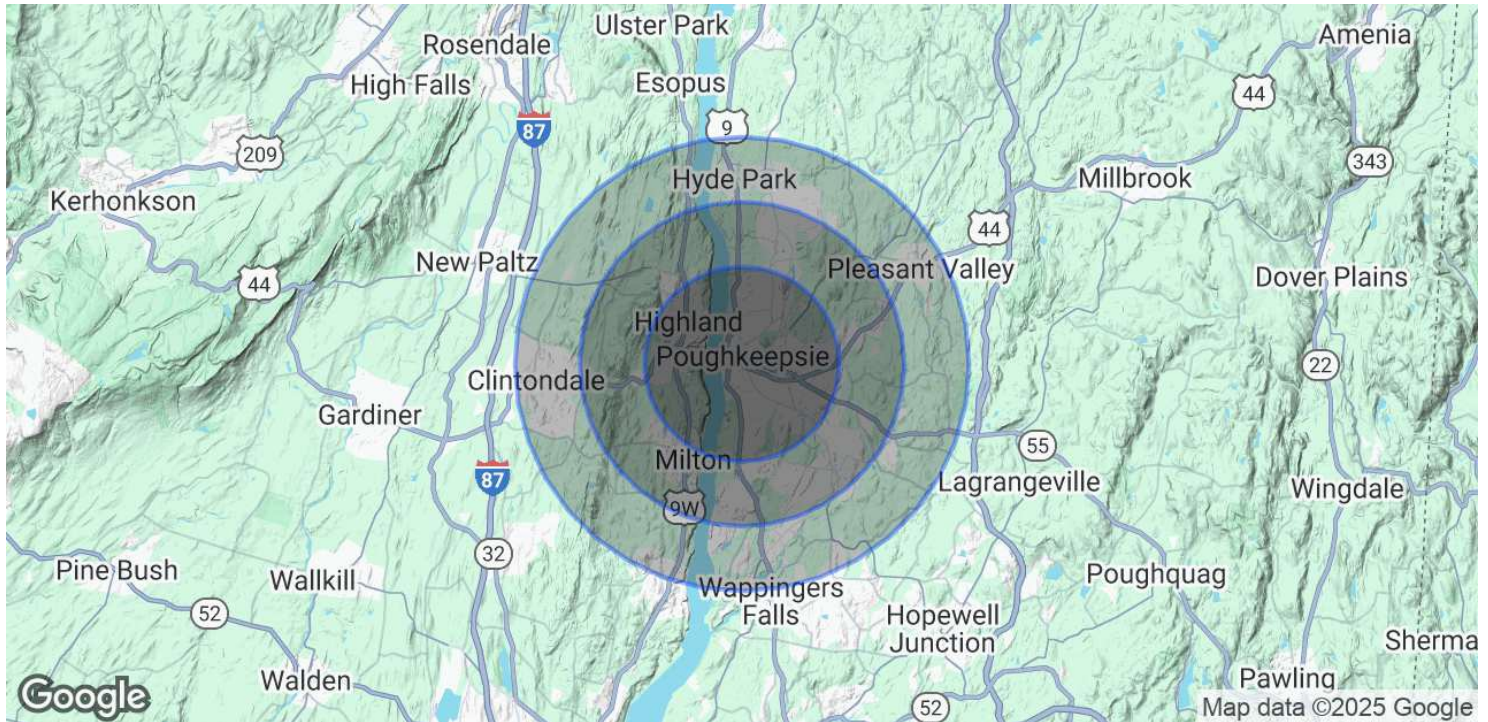 Ulster Park
Rosendale
Amenia
High Falls
Esopus
44
87
9
209
343
Hyde Park
Millbrook
Kerhonkson
44
New Paltz
Pleasant Valley
44
Dover Plains
Highland
Poughkeepsie
22
Clintondale
Gardiner
55
Milton
87
Lagrangeville
Wingdale
9W
32
Pine Bush
Wallkill
Wappingers
Falls
Poughquag
52
Hopewell
Junction
Sherma
Walden
Pawling
Google
52
Map data ©2025 Google